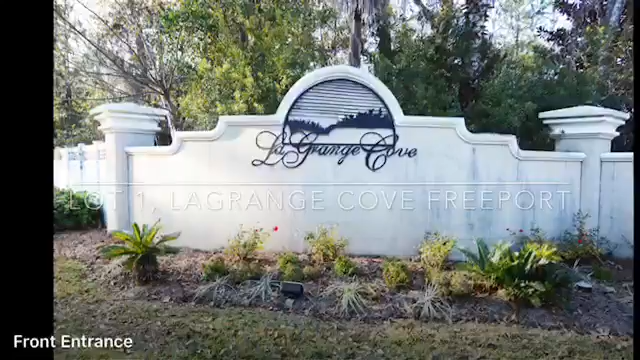 La Grange Cove
LOT 1, LAGRANGE COVE FREEPORT
Front Entrance